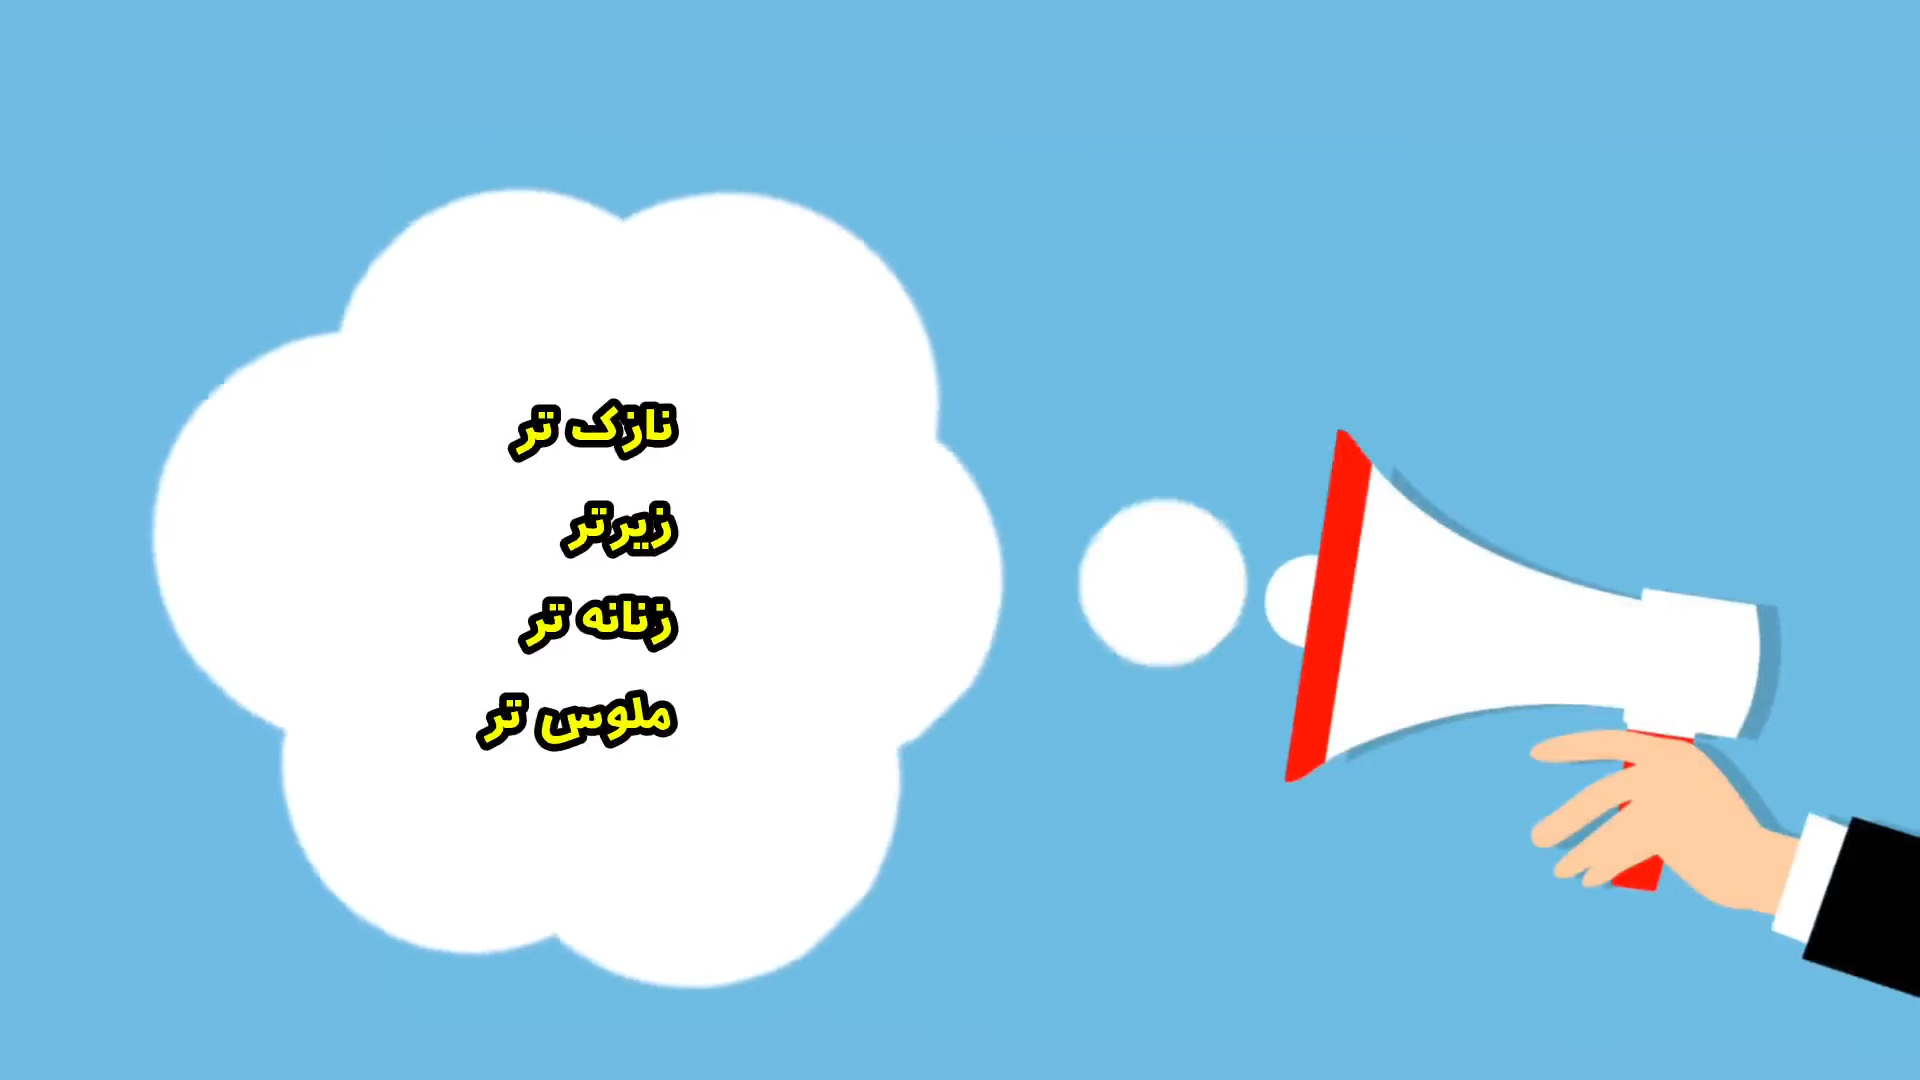 نازک تر
زیرتر
زنانه تر
ملوس تر